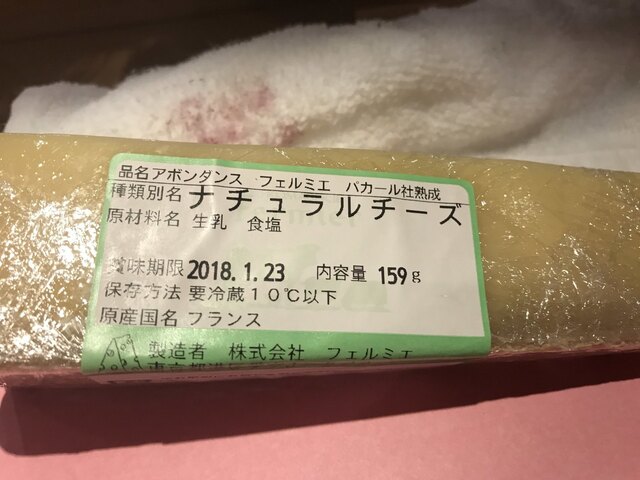 品名アボンダンス フェルミエ パカール社熟成
種類別名 ナチュラルチーズ
原材料名 生乳 食塩
賞味期限 2018.1.23 内容量 159g
保存方法 要冷蔵10℃以下
原産国名 フランス
製造者 株式会社 フェルミエ